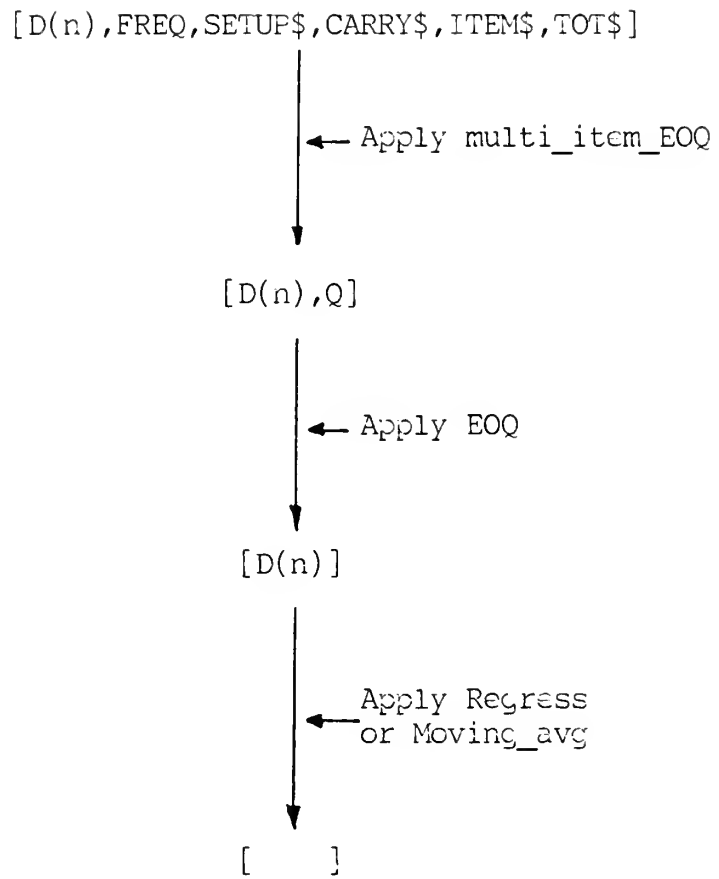 [D(n),FREQ,SETUP$,CARRY$,ITEM$,TOT$]
Apply multi_item_EOQ
[D(n),Q]
Apply EOQ
[D(n)]
Apply Regress
or Moving_avg
[ ]